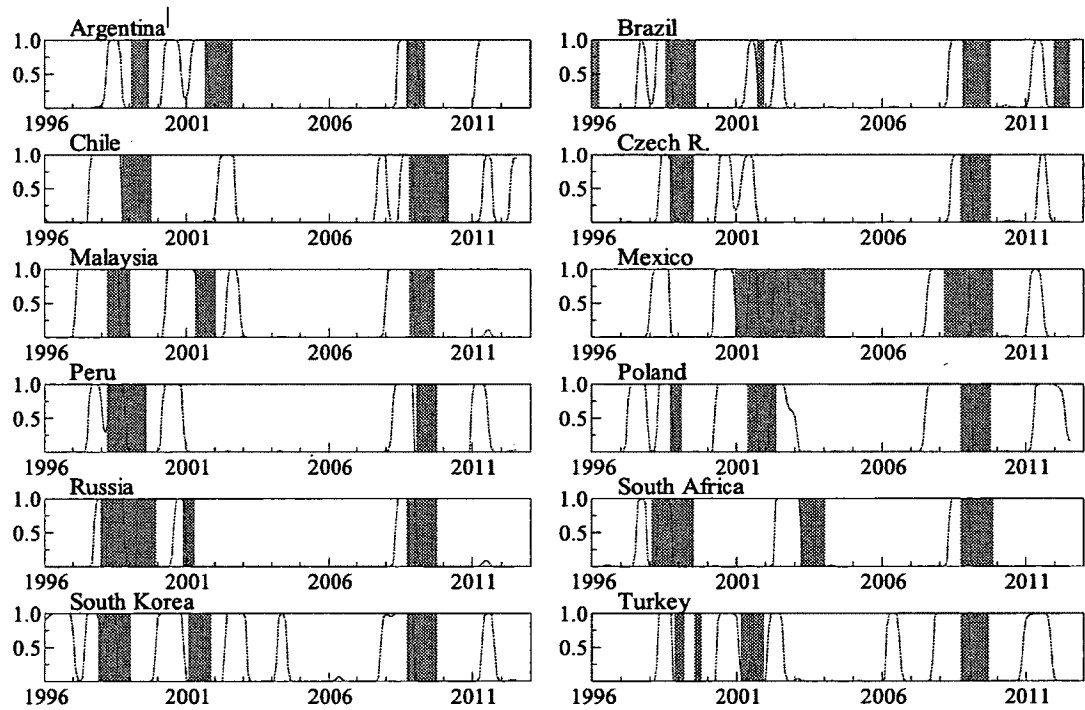 Argentina Brazil
1.0 1.0
0.5 0.5
1996 2001 2006 2011 1996 2001 2006 2011
Chile Czech R.
1.0 1.0
0.5 0.5
1996 2001 2006 2011 1996 2001 2006 2011
Malaysia Mexico
1.0 1.0
0.5 0.5
1996 2001 2006 2011 1996 2001 2006 2011
Peru Poland
1.0 1.0
0.5 0.5
1996 2001 2006 2011 1996 2001 2006 2011
Russia South Africa
1.0 1.0
0.5 0.5
1996 2001 2006 2011 1996 2001 2006 2011
South Korea Turkey
1.0 1.0
0.5 0.5
1996 2001 2006 2011 1996 2001 2006 2011